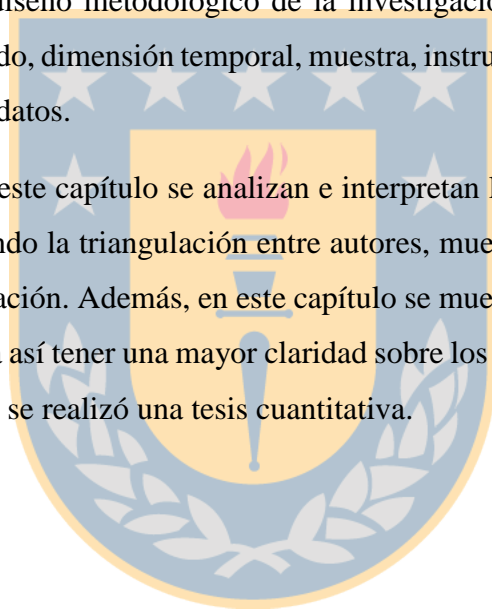 diseño metodológico de la investigació
do, dimensión temporal, muestra, instru
datos.
este capítulo se analizan e interpretan
ndo la triangulación entre autores, mue
ación. Además, en este capítulo se mue
así tener una mayor claridad sobre los
se realizó una tesis cuantitativa.